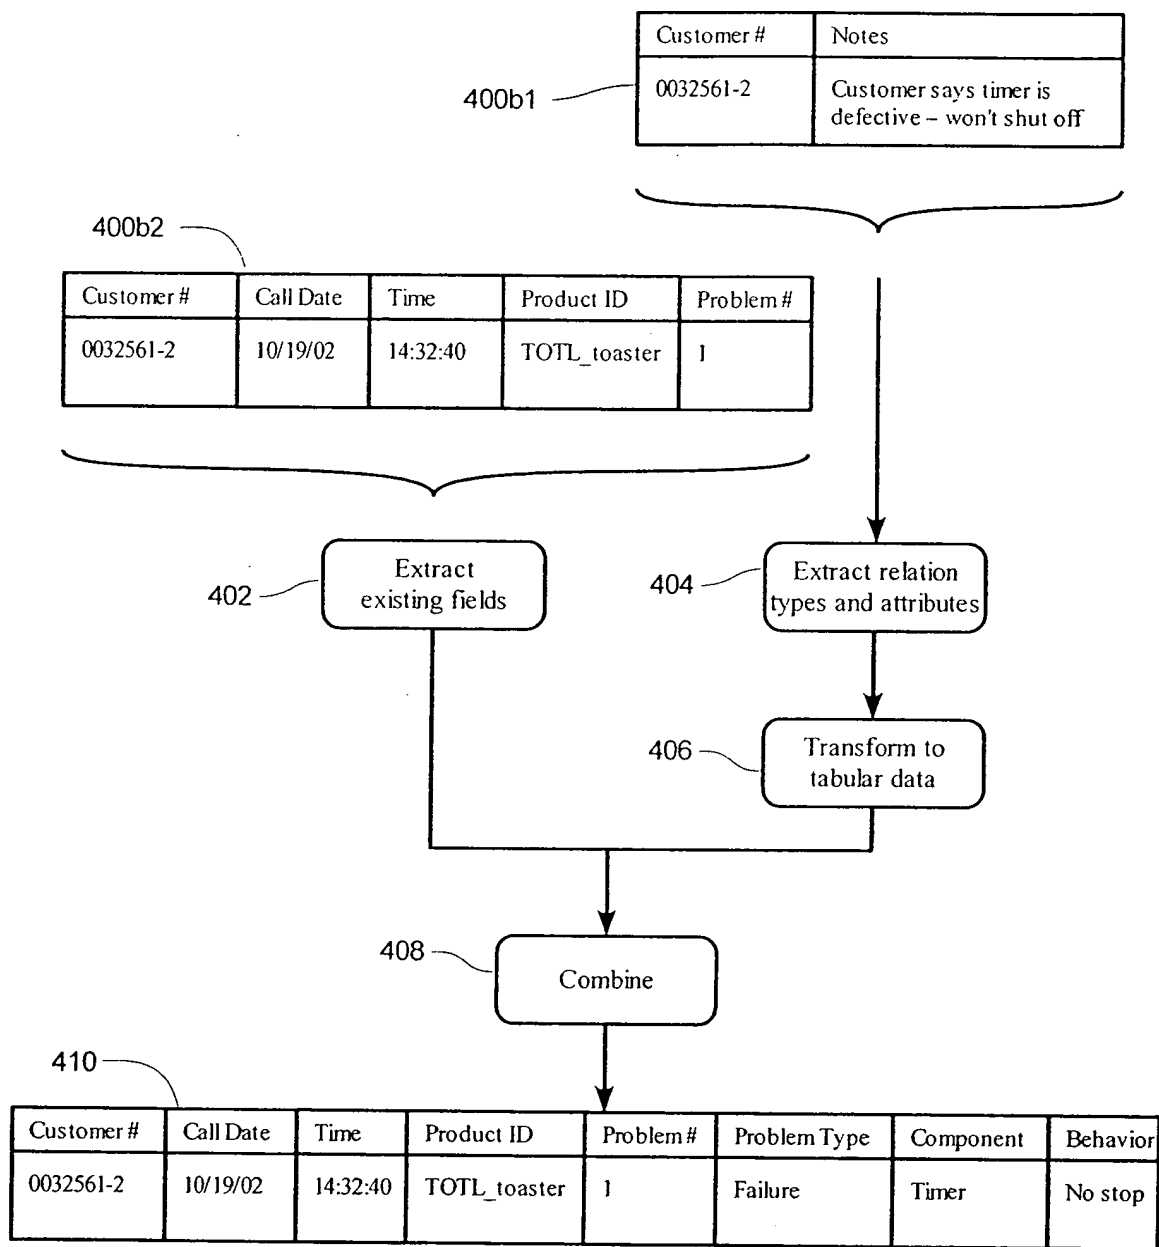 Customer # Notes
400b1 0032561-2 Customer says timer is
defective – won't shut off
400b2
Customer # Call Date Time Product ID Problem #
0032561-2 10/19/02 14:32:40 TOTL_toaster 1
402 Extract
existing fields
404 Extract relation
types and attributes
406 Transform to
tabular data
408 Combine
410
Customer # Call Date Time Product ID Problem # Problem Type Component Behavior
0032561-2 10/19/02 14:32:40 TOTL_toaster 1 Failure Timer No stop